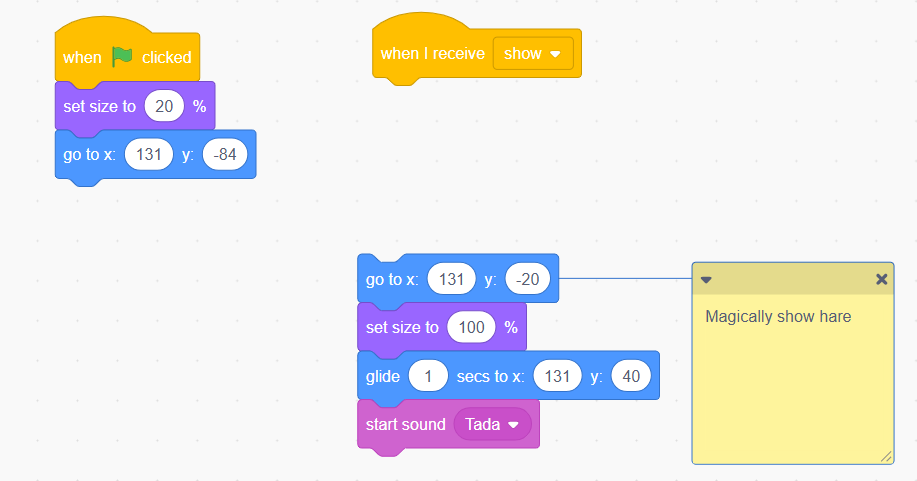 when clicked
set size to 20 %
go to x: 131 y: -84
when I receive show
go to x: 131 y: -20
set size to 100 %
glide 1 secs to x: 131 y: 40
start sound Tada
Magically show hare